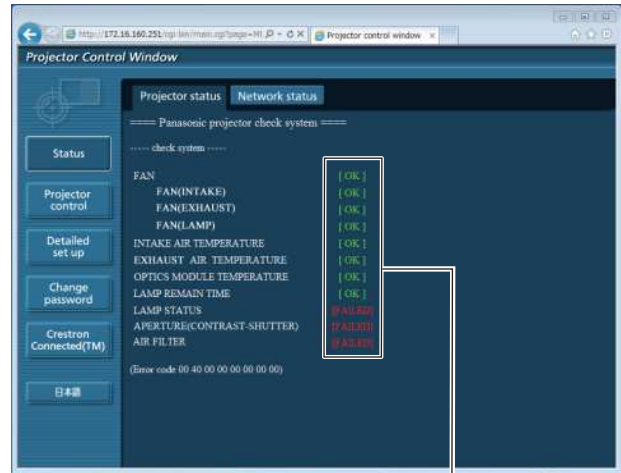 http://172.16.160.251/cgi-bin/main.cgi?page=M1
Projector control window
Projector Control Window
Projector status
Network status
==== Panasonic projector check system ====
----- check system -----
Status
FAN [ OK ]
FAN(INTAKE) [ OK ]
Projector control
FAN(EXHAUST) [ OK ]
FAN(LAMP) [ OK ]
Detailed set up
INTAKE AIR TEMPERATURE [ OK ]
EXHAUST AIR TEMPERATURE [ OK ]
OPTICS MODULE TEMPERATURE [ OK ]
Change password
LAMP REMAIN TIME [ OK ]
LAMP STATUS [FAILED]
APERTURE(CONTRAST-SHUTTER) [FAILED]
Crestron Connected(TM)
AIR FILTER [FAILED]
(Error code 00 40 00 00 00 00 00 00)
日本語